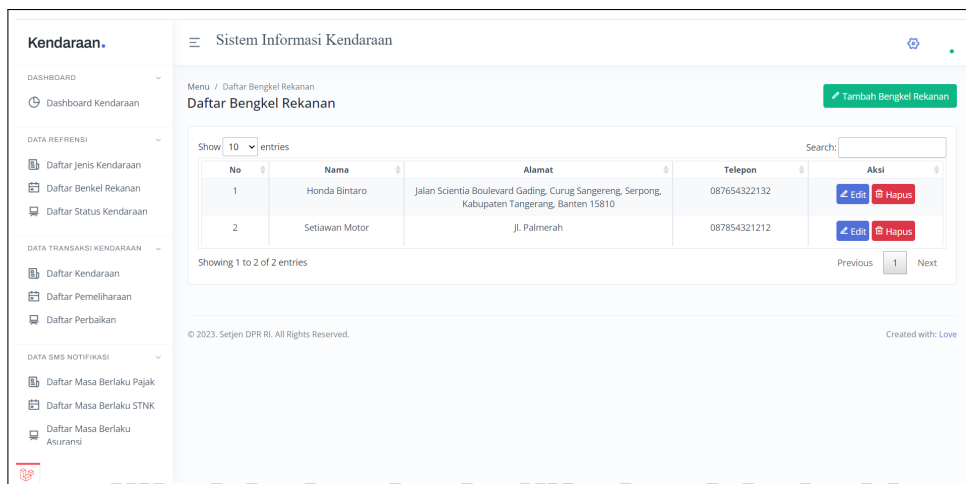 Kendaraan.
Sistem Informasi Kendaraan
DASHBOARD
Dashboard Kendaraan
DATA REFRENSI
Daftar Jenis Kendaraan
Daftar Benkel Rekanan
Daftar Status Kendaraan
DATA TRANSAKSI KENDARAAN
Daftar Kendaraan
Daftar Pemeliharaan
Daftar Perbaikan
DATA SMS NOTIFIKASI
Daftar Masa Berlaku Pajak
Daftar Masa Berlaku STNK
Daftar Masa Berlaku
Asuransi
Menu / Daftar Bengkel Rekanan
Daftar Bengkel Rekanan
Tambah Bengkel Rekanan
Show 10 entries Search:
No Nama Alamat Telepon Aksi
1 Honda Bintaro Jalan Scientia Boulevard Gading, Curug Sangereng, Serpong, 087654322132 Edit Hapus
Kabupaten Tangerang, Banten 15810
2 Setiawan Motor Jl. Palmerah 087854321212 Edit Hapus
Showing 1 to 2 of 2 entries Previous 1 Next
© 2023. Setjen DPR RI. All Rights Reserved. Created with: Love